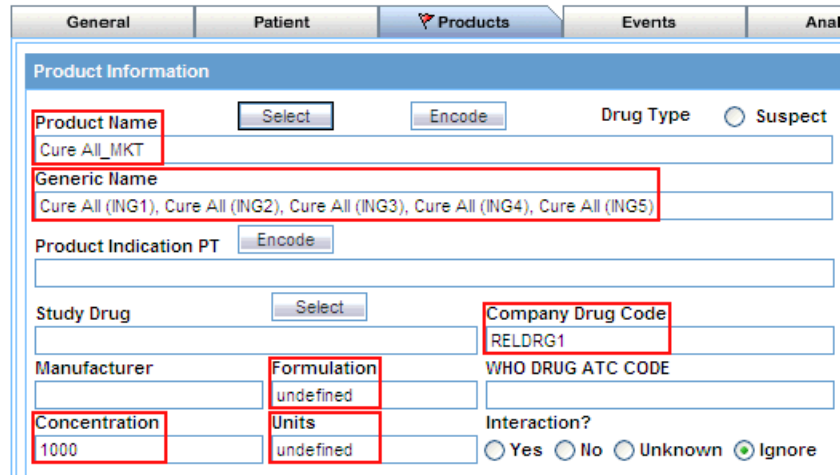 General Patient Products Events Anal
Product Information
Product Name Select Encode Drug Type Suspect
Cure All_MKT
Generic Name
Cure All (ING1), Cure All (ING2), Cure All (ING3), Cure All (ING4), Cure All (ING5)
Product Indication PT Encode
Study Drug Select Company Drug Code
RELDRG1
Manufacturer Formulation WHO DRUG ATC CODE
undefined
Concentration Units Interaction?
1000 undefined Yes No Unknown Ignore